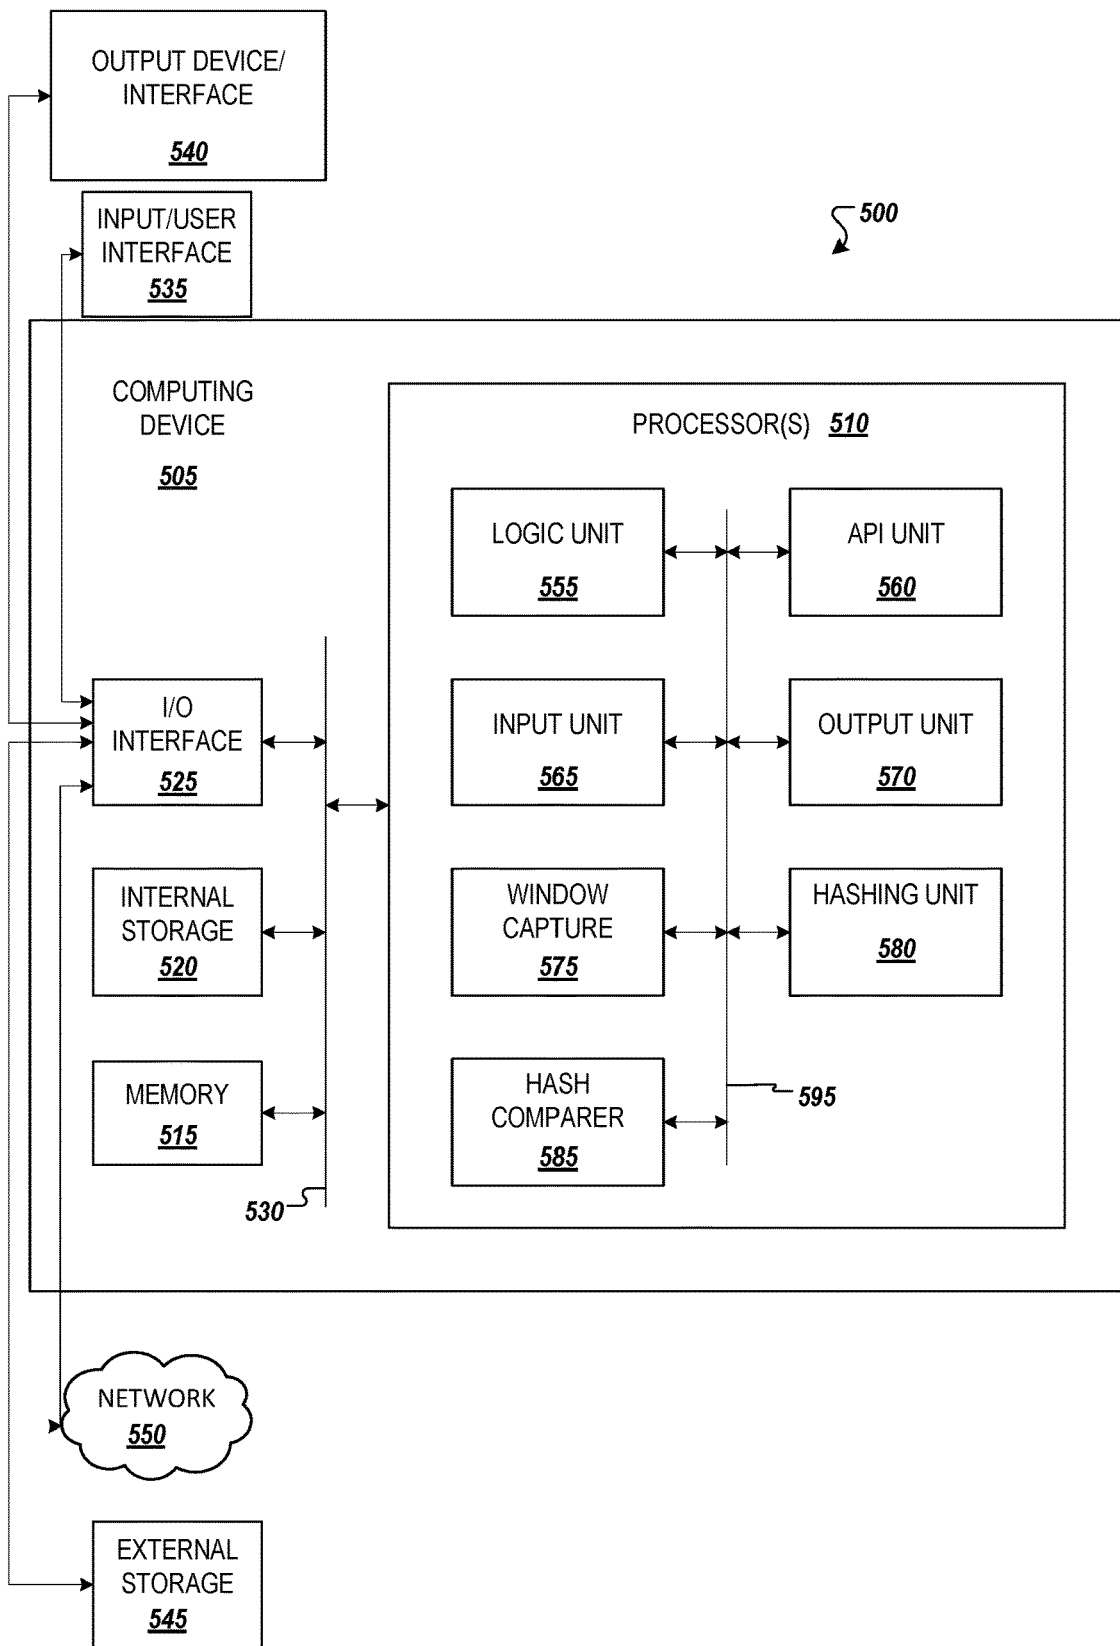 OUTPUT DEVICE/
INTERFACE
540
INPUT/USER
INTERFACE
535
500
COMPUTING
DEVICE
505
PROCESSOR(S) 510
LOGIC UNIT
555
API UNIT
560
I/O
INTERFACE
525
INPUT UNIT
565
OUTPUT UNIT
570
INTERNAL
STORAGE
520
WINDOW
CAPTURE
575
HASHING UNIT
580
MEMORY
515
HASH
COMPARER
585
595
530
NETWORK
550
EXTERNAL
STORAGE
545